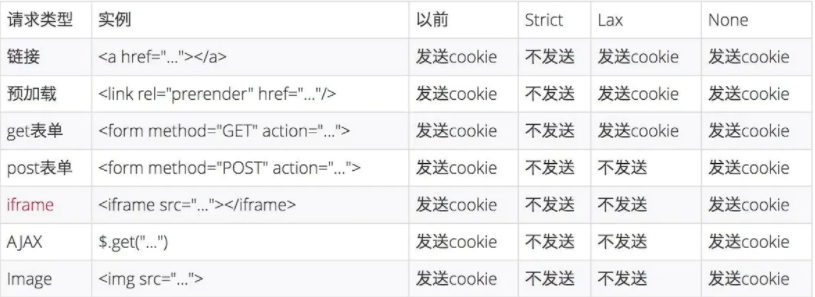 请求类型 实例 以前 Strict Lax None
链接 <a href="..."></a> 发送cookie 不发送 发送cookie 发送cookie
预加载 <link rel="prerender" href="..."/> 发送cookie 不发送 发送cookie 发送cookie
get表单 <form method="GET" action="..."> 发送cookie 不发送 发送cookie 发送cookie
post表单 <form method="POST" action="..."> 发送cookie 不发送 不发送 发送cookie
iframe <iframe src="..."></iframe> 发送cookie 不发送 不发送 发送cookie
AJAX $.get("...") 发送cookie 不发送 不发送 发送cookie
Image <img src="..."> 发送cookie 不发送 不发送 发送cookie